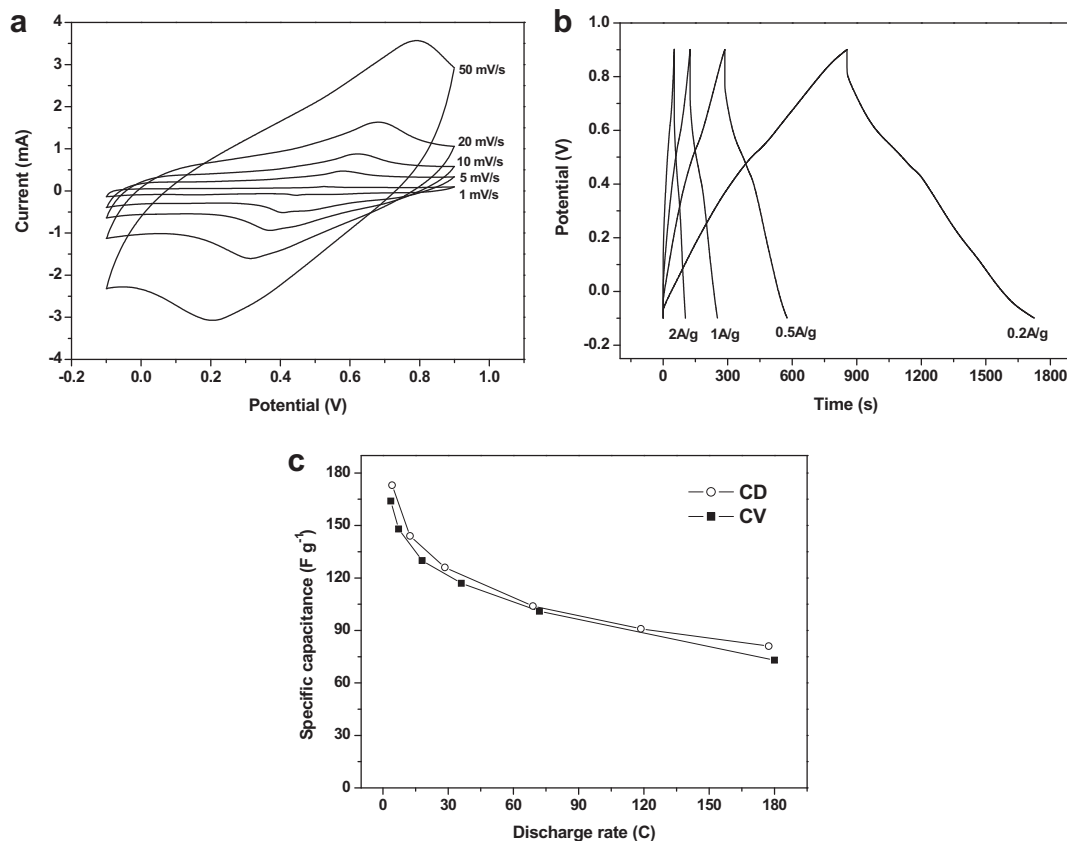 a
4
3
2
1
0
-1
-2
-3
-4
Current (mA)
50 mV/s
20 mV/s
10 mV/s
5 mV/s
1 mV/s
-0.2
0.0
0.2
0.4
0.6
0.8
1.0
Potential (V)
b
1.0
0.8
0.6
0.4
0.2
0.0
-0.2
Potential (V)
2A/g
1A/g
0.5A/g
0.2A/g
0
300
600
900
1200
1500
1800
Time (s)
c
180
150
120
90
60
30
0
Specific capacitance (F g⁻¹)
CD
CV
0
30
60
90
120
150
180
Discharge rate (C)